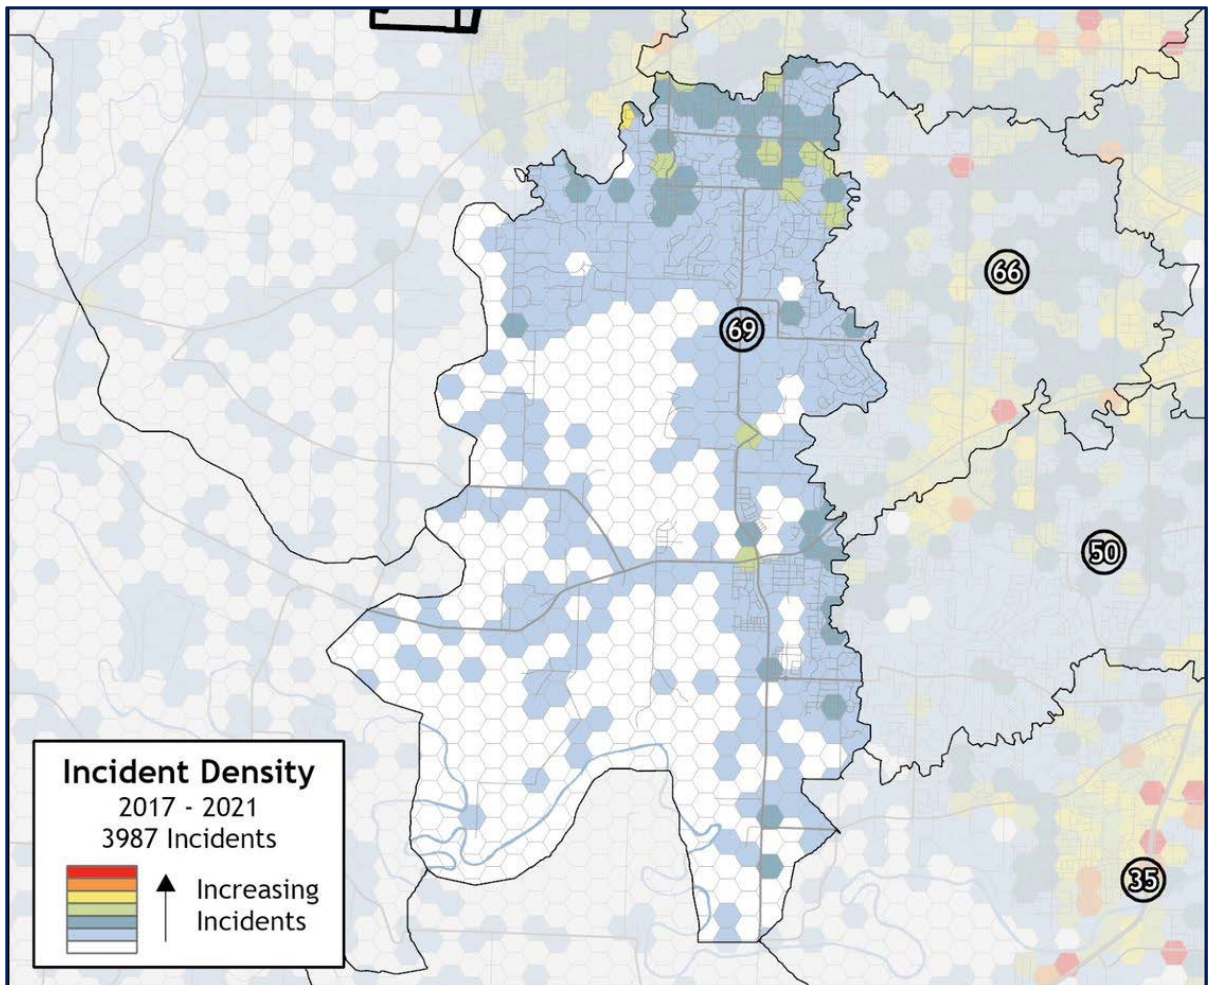 69
66
50
35
Incident Density
2017 - 2021
3987 Incidents
Increasing
Incidents